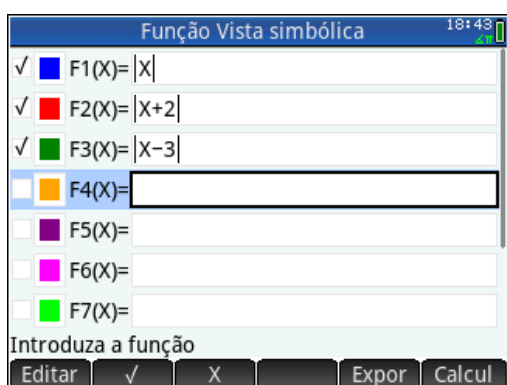 Função Vista simbólica 18:43
∡π
√ F1(X)= |X|
√ F2(X)= |X+2|
√ F3(X)= |X−3|
F4(X)=
F5(X)=
F6(X)=
F7(X)=
Introduza a função
Editar √ X Expor Calcul